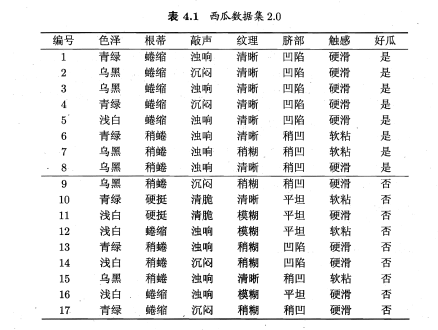 表 4.1 西瓜数据集 2.0
编号 色泽 根蒂 敲声 纹理 脐部 触感 好瓜
1 青绿 蜷缩 浊响 清晰 凹陷 硬滑 是
2 乌黑 蜷缩 沉闷 清晰 凹陷 硬滑 是
3 乌黑 蜷缩 浊响 清晰 凹陷 硬滑 是
4 青绿 蜷缩 沉闷 清晰 凹陷 硬滑 是
5 浅白 蜷缩 浊响 清晰 凹陷 硬滑 是
6 青绿 稍蜷 浊响 清晰 稍凹 软粘 是
7 乌黑 稍蜷 浊响 稍糊 稍凹 软粘 是
8 乌黑 稍蜷 浊响 清晰 稍凹 硬滑 是
9 乌黑 稍蜷 沉闷 稍糊 稍凹 硬滑 否
10 青绿 硬挺 清脆 清晰 平坦 软粘 否
11 浅白 硬挺 清脆 模糊 平坦 硬滑 否
12 浅白 蜷缩 浊响 模糊 平坦 软粘 否
13 青绿 稍蜷 浊响 稍糊 凹陷 硬滑 否
14 浅白 稍蜷 沉闷 稍糊 凹陷 硬滑 否
15 乌黑 稍蜷 浊响 清晰 稍凹 软粘 否
16 浅白 蜷缩 浊响 模糊 平坦 硬滑 否
17 青绿 蜷缩 沉闷 稍糊 稍凹 硬滑 否